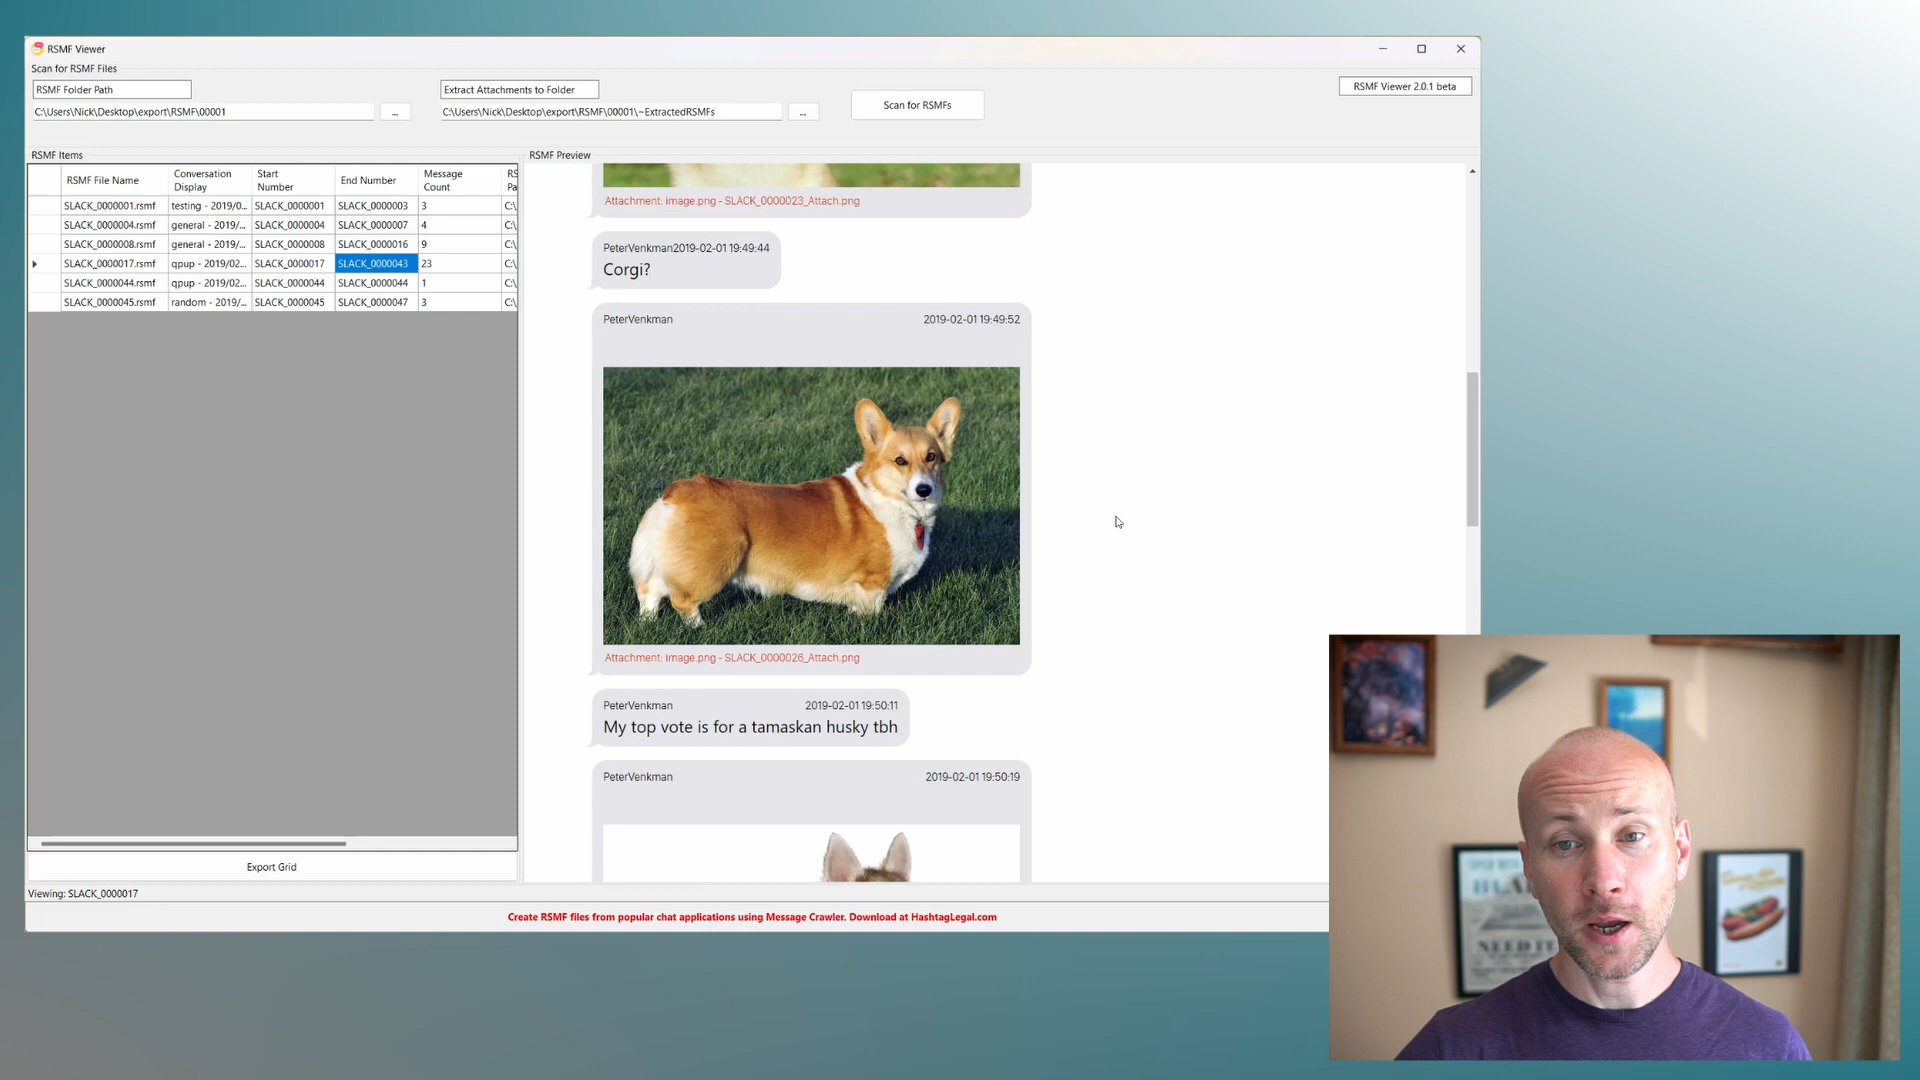 RSMF Viewer
Scan for RSMF Files
RSMF Folder Path
Extract Attachments to Folder
RSMF Viewer 2.0.1 beta
C:\Users\Nick\Desktop\export\RSMF\00001
...
C:\Users\Nick\Desktop\export\RSMF\00001\~ExtractedRSMFs
...
Scan for RSMFs
RSMF Items
RSMF File Name
Conversation
Display
Start
Number
End Number
Message
Count
RS
Pa
SLACK_0000001.rsmf testing - 2019/0... SLACK_0000001 SLACK_0000003 3 C:\
SLACK_0000004.rsmf general - 2019/... SLACK_0000004 SLACK_0000007 4 C:\
SLACK_0000008.rsmf general - 2019/... SLACK_0000008 SLACK_0000016 9 C:\
SLACK_0000017.rsmf qpup - 2019/02... SLACK_0000017 SLACK_0000043 23 C:\
SLACK_0000044.rsmf qpup - 2019/02... SLACK_0000044 SLACK_0000044 1 C:\
SLACK_0000045.rsmf random - 2019/... SLACK_0000045 SLACK_0000047 3 C:\
Export Grid
RSMF Preview
Attachment: image.png - SLACK_0000023_Attach.png
PeterVenkman2019-02-01 19:49:44
Corgi?
PeterVenkman 2019-02-01 19:49:52
Attachment: image.png - SLACK_0000026_Attach.png
PeterVenkman 2019-02-01 19:50:11
My top vote is for a tamaskan husky tbh
PeterVenkman 2019-02-01 19:50:19
Viewing: SLACK_0000017
Create RSMF files from popular chat applications using Message Crawler. Download at HashtagLegal.com
NEED IT